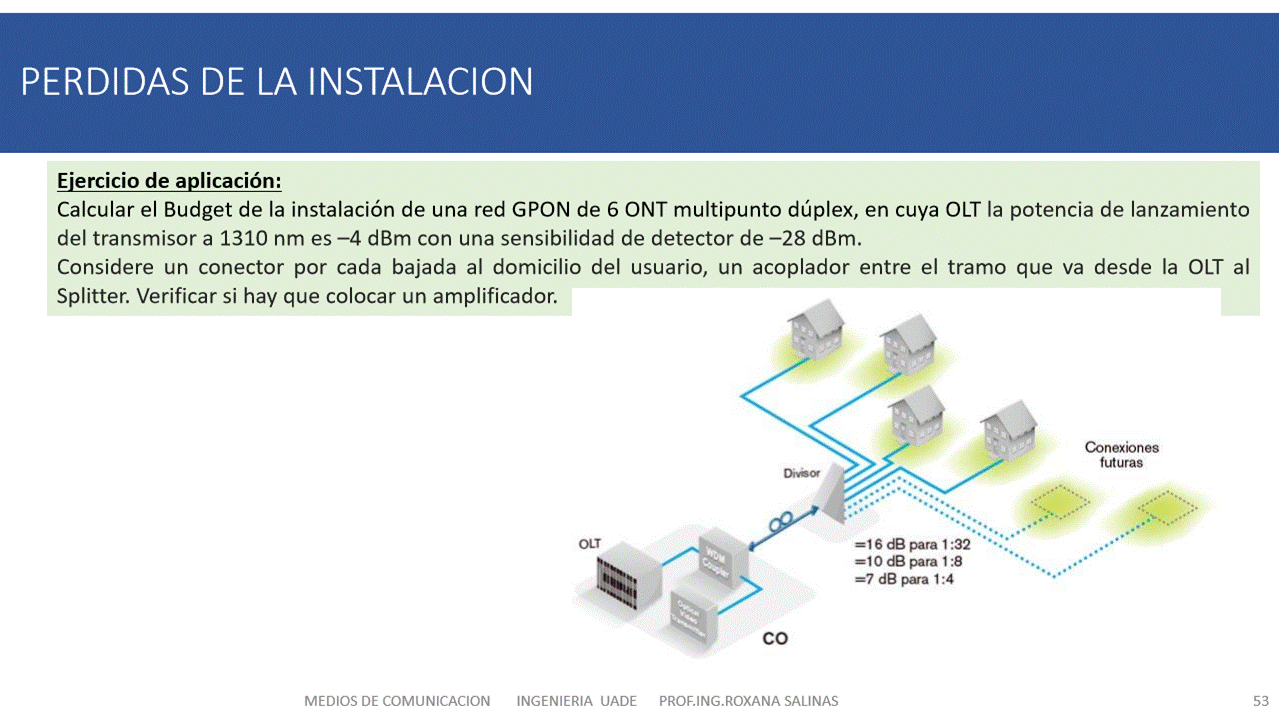 PERDIDAS DE LA INSTALACION
Ejercicio de aplicación:
Calcular el Budget de la instalación de una red GPON de 6 ONT multipunto dúplex, en cuya OLT la potencia de lanzamiento
del transmisor a 1310 nm es –4 dBm con una sensibilidad de detector de –28 dBm.
Considere un conector por cada bajada al domicilio del usuario, un acoplador entre el tramo que va desde la OLT al
Splitter. Verificar si hay que colocar un amplificador.
Conexiones
futuras
Divisor
OLT
WDM
Coupler
=16 dB para 1:32
=10 dB para 1:8
=7 dB para 1:4
Optical
Video
CO
MEDIOS DE COMUNICACION INGENIERIA UADE PROF.ING.ROXANA SALINAS
53